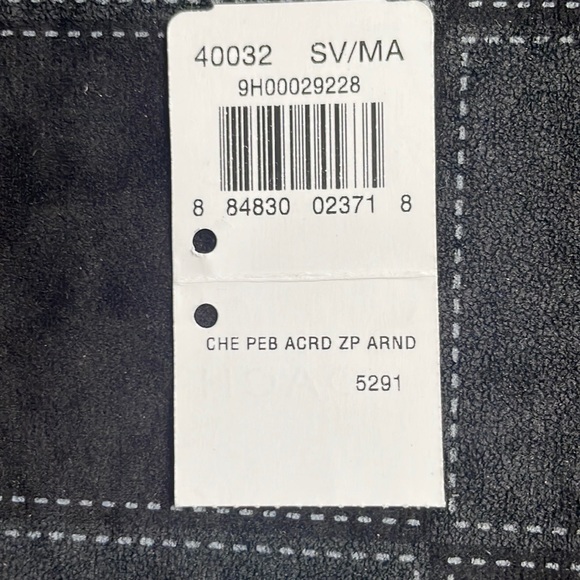 40032 SV/MA
9H00029228
8 84830 02371 8
CHE PEB ACRD ZP ARND
5291